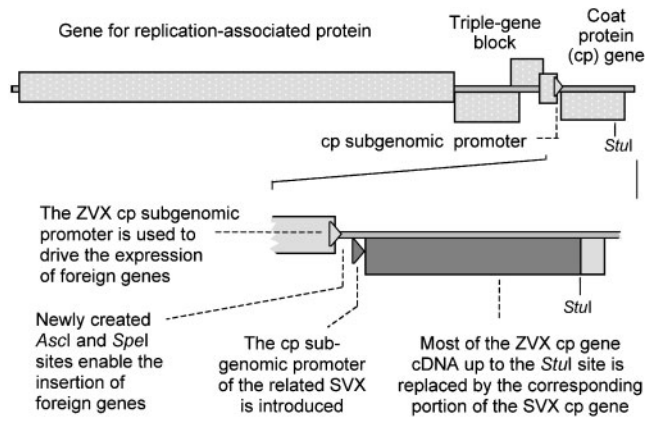 Gene for replication-associated protein
Triple-gene
block
Coat
protein
(cp) gene
cp subgenomic promoter
StuI
The ZVX cp subgenomic
promoter is used to
drive the expression
of foreign genes
StuI
Newly created
AscI and SpeI
sites enable the
insertion of
foreign genes
The cp sub-
genomic promoter
of the related SVX
is introduced
Most of the ZVX cp gene
cDNA up to the StuI site is
replaced by the corresponding
portion of the SVX cp gene